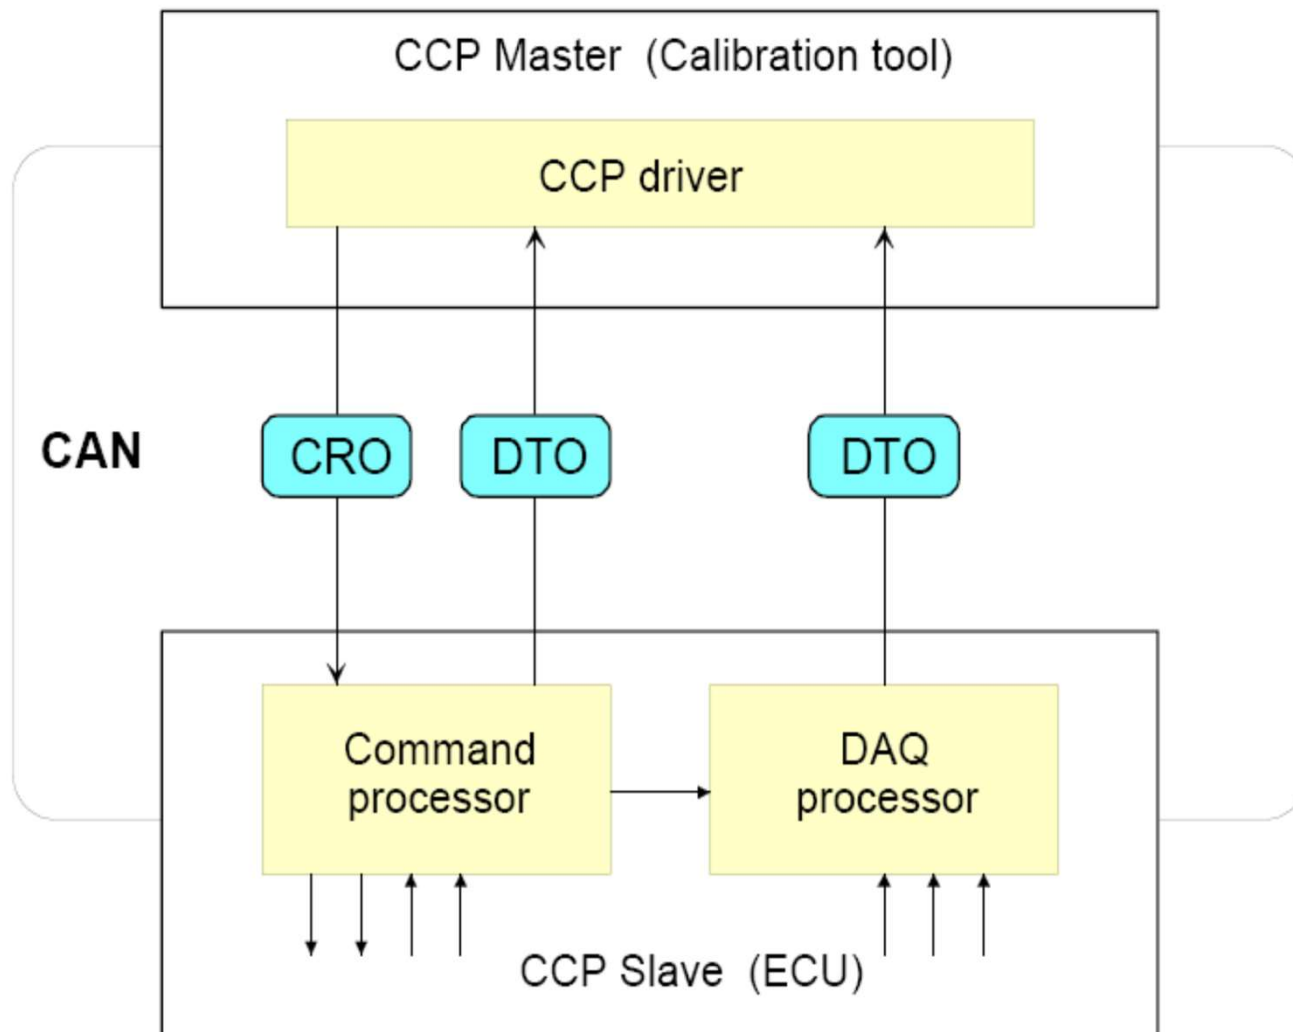 CCP Master (Calibration tool)
CCP driver
CAN
CRO
DTO
DTO
Command
processor
DAQ
processor
CCP Slave (ECU)